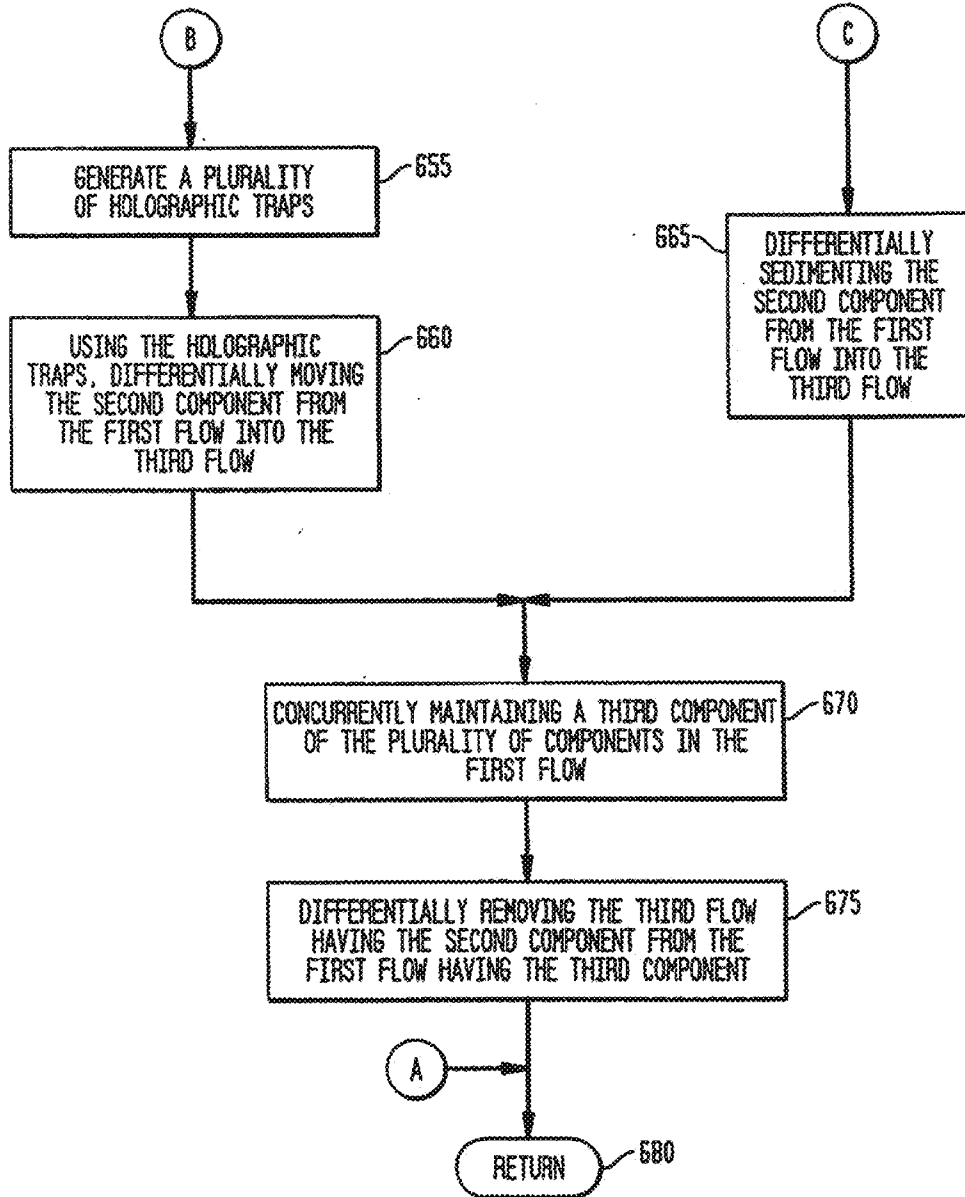 B
C
GENERATE A PLURALITY
OF HOLOGRAPHIC TRAPS
655
USING THE HOLOGRAPHIC
TRAPS, DIFFERENTIALLY MOVING
THE SECOND COMPONENT FROM
THE FIRST FLOW INTO THE
THIRD FLOW
660
665
DIFFERENTIALLY
SEDIMENTING THE
SECOND COMPONENT
FROM THE FIRST
FLOW INTO THE
THIRD FLOW
CONCURRENTLY MAINTAINING A THIRD COMPONENT
OF THE PLURALITY OF COMPONENTS IN THE
FIRST FLOW
670
DIFFERENTIALLY REMOVING THE THIRD FLOW
HAVING THE SECOND COMPONENT FROM THE
FIRST FLOW HAVING THE THIRD COMPONENT
675
A
RETURN
680